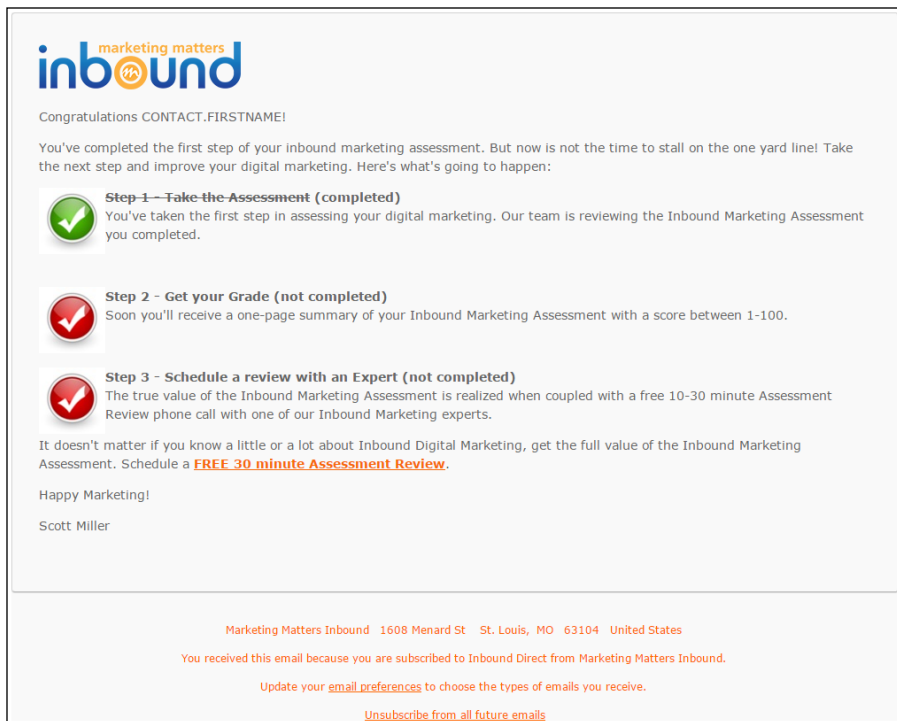 marketing matters
inbound
Congratulations CONTACT.FIRSTNAME!
You've completed the first step of your inbound marketing assessment. But now is not the time to stall on the one yard line! Take
the next step and improve your digital marketing. Here's what's going to happen:
Step 1 - Take the Assessment (completed)
You've taken the first step in assessing your digital marketing. Our team is reviewing the Inbound Marketing Assessment
you completed.
Step 2 - Get your Grade (not completed)
Soon you'll receive a one-page summary of your Inbound Marketing Assessment with a score between 1-100.
Step 3 - Schedule a review with an Expert (not completed)
The true value of the Inbound Marketing Assessment is realized when coupled with a free 10-30 minute Assessment
Review phone call with one of our Inbound Marketing experts.
It doesn't matter if you know a little or a lot about Inbound Digital Marketing, get the full value of the Inbound Marketing
Assessment. Schedule a FREE 30 minute Assessment Review.
Happy Marketing!
Scott Miller
Marketing Matters Inbound 1608 Menard St St. Louis, MO 63104 United States
You received this email because you are subscribed to Inbound Direct from Marketing Matters Inbound.
Update your email preferences to choose the types of emails you receive.
Unsubscribe from all future emails